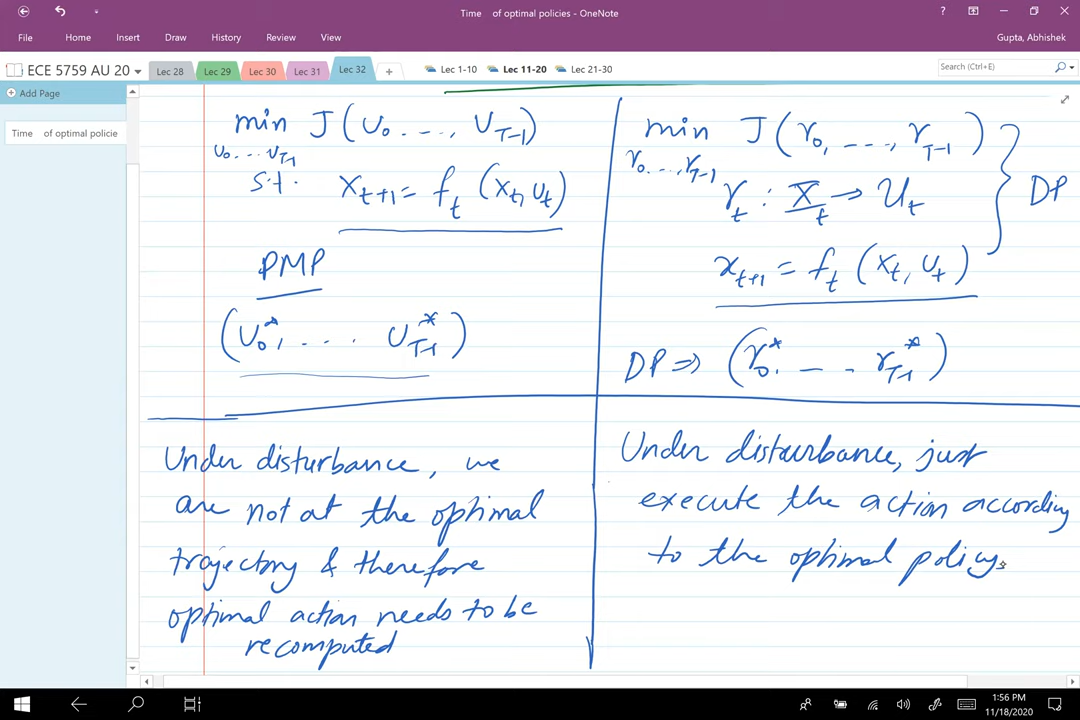 Time of optimal policies - OneNote
?
File Home Insert Draw History Review View
Gupta, Abhishek
ECE 5759 AU 20
Lec 28 Lec 29 Lec 30 Lec 31 Lec 32 +
Lec 1-10 Lec 11-20 Lec 21-30
Search (Ctrl+E)
Add Page
Time of optimal policie
min J(U0. ..., UT-1)
U0...UT-1
s.t. Xt+1 = ft (Xt, Ut)
PMP
(U0*, .... UT-1*)
Under disturbance, we
are not at the optimal
trajectory & therefore
optimal action needs to be
recomputed
min J(γ0, ..., γT-1)
γ0...., γT-1
γt : Xt → Ut
DP
xt+1 = ft (Xt, Ut)
DP ⇒ (γ0*. - . γT-1*)
Under disturbance, just
execute the action according
to the optimal policy.
1:56 PM
11/18/2020